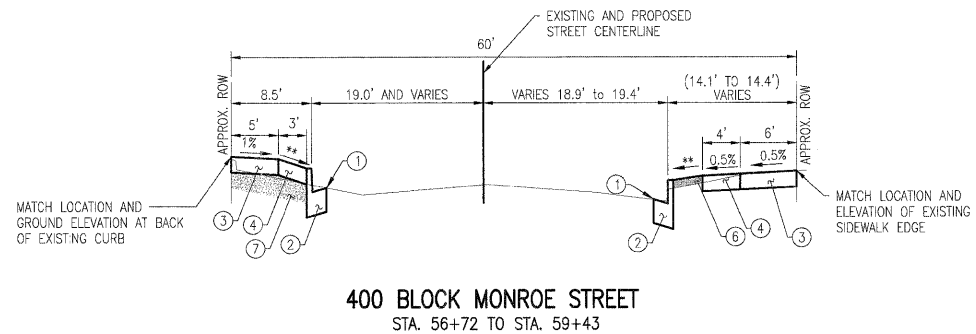 EXISTING AND PROPOSED
STREET CENTERLINE
60'
APPROX. ROW
8.5'
19.0' AND VARIES
VARIES 18.9' to 19.4'
(14.1' TO 14.4')
VARIES
APPROX. ROW
5'
3'
4'
6'
1%
**
**
0.5%
0.5%
1
1
MATCH LOCATION AND
GROUND ELEVATION AT BACK
OF EXISTING CURB
3
4
7
2
2
6
4
3
MATCH LOCATION AND
ELEVATION OF EXISTING
SIDEWALK EDGE
400 BLOCK MONROE STREET
STA. 56+72 TO STA. 59+43